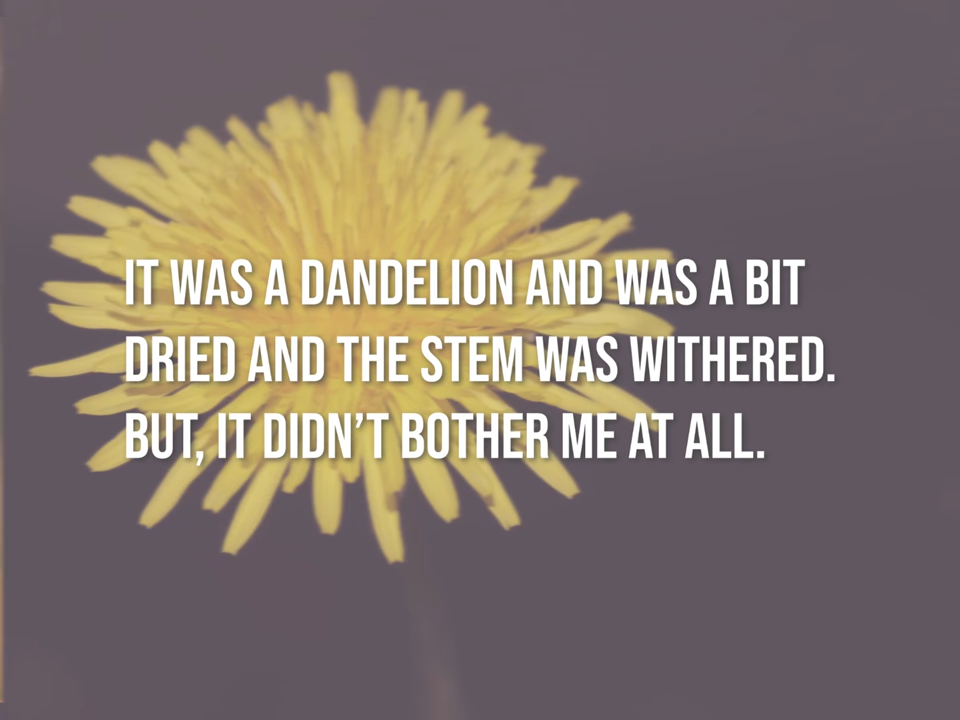 IT WAS A DANDELION AND WAS A BIT
DRIED AND THE STEM WAS WITHERED.
BUT, IT DIDN’T BOTHER ME AT ALL.